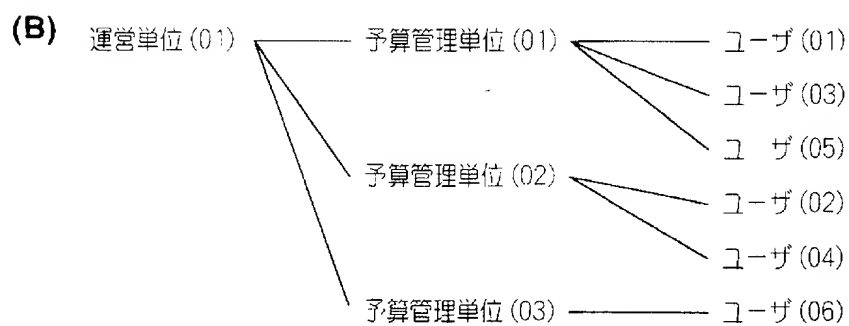 (B) 運営単位(01) 予算管理単位(01) ユーザ(01)
ユーザ(03)
ユ ザ(05)
予算管理単位(02) ユーザ(02)
ユーザ(04)
予算管理単位(03) ユーザ(06)